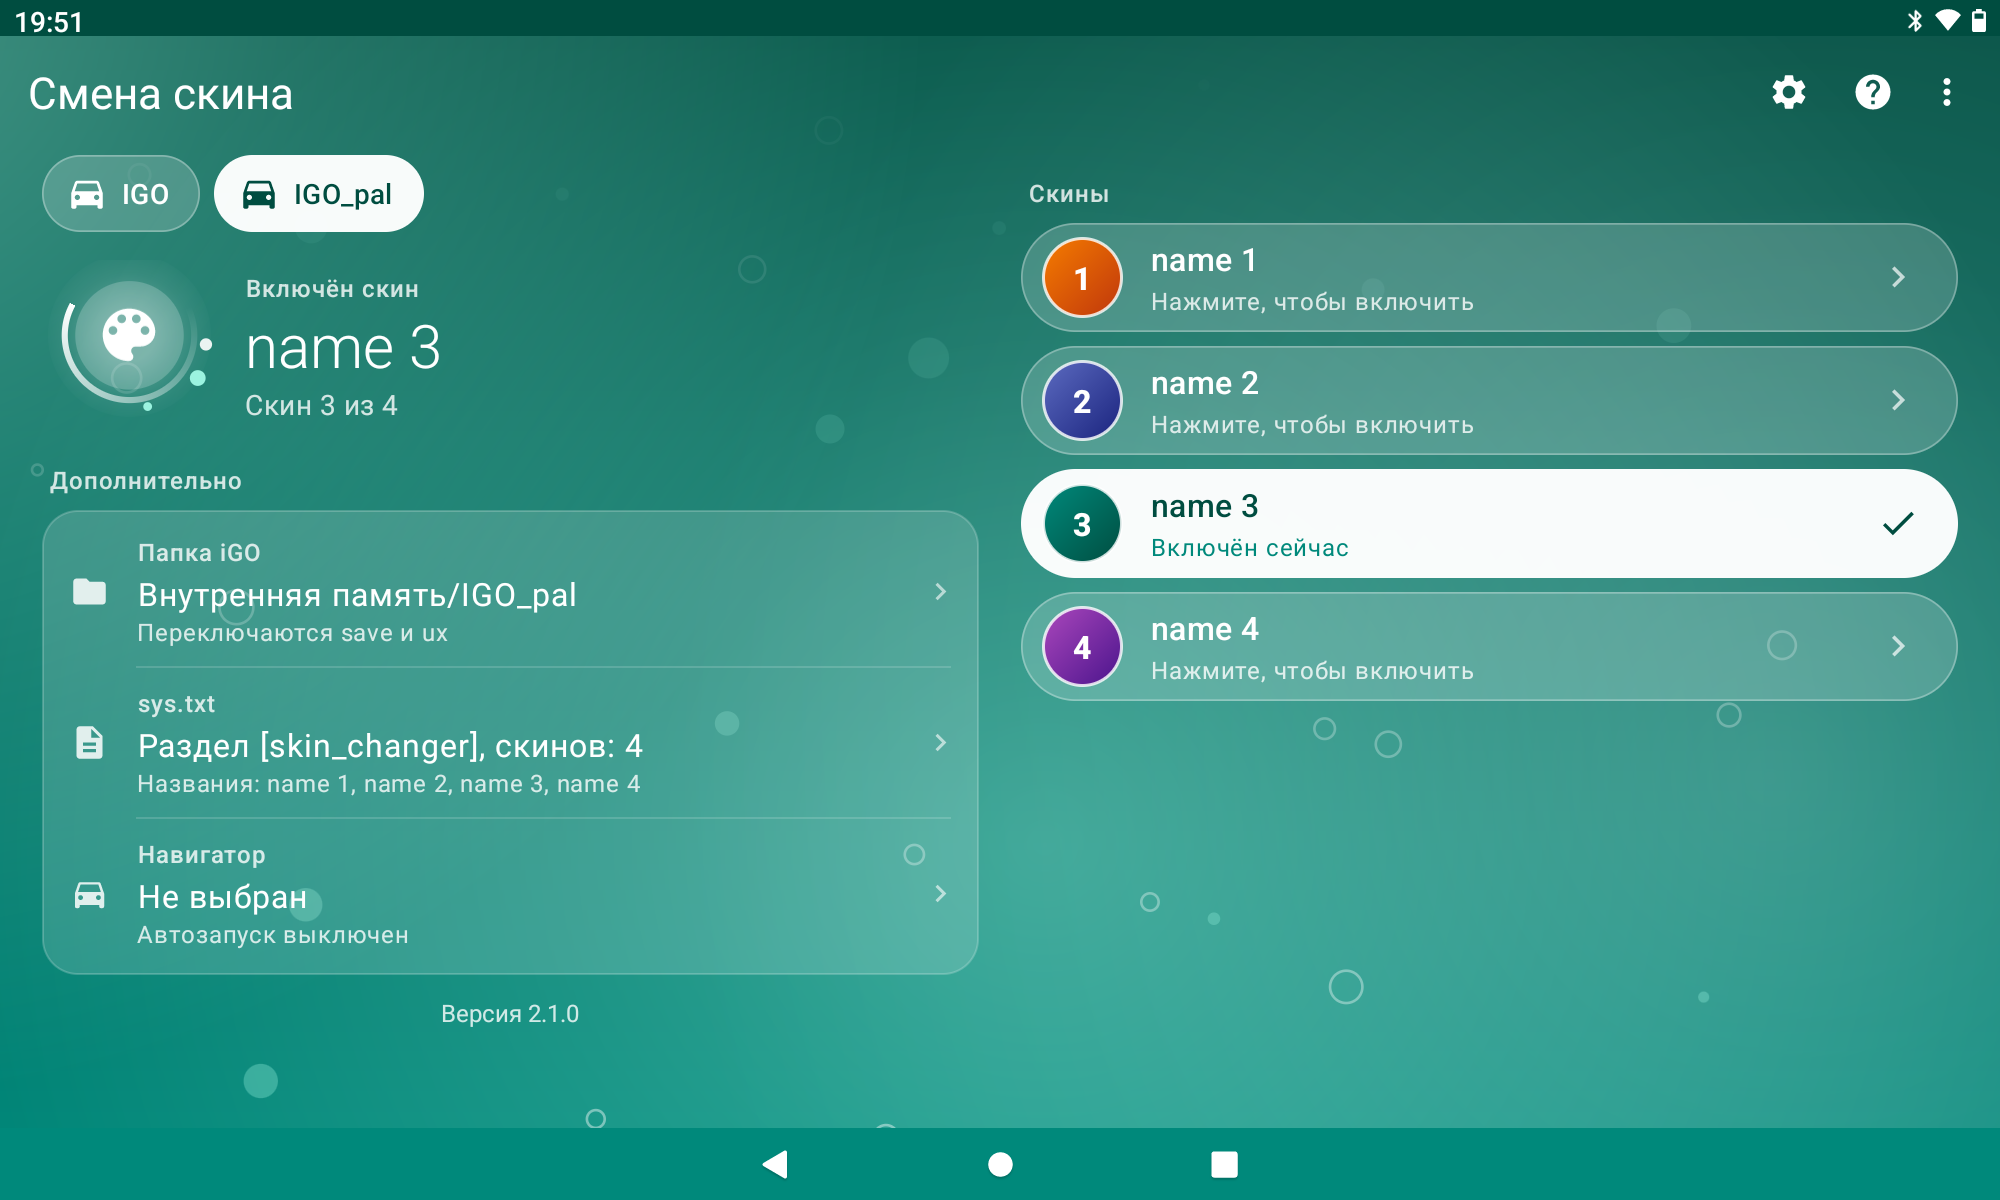 19:51
Смена скина
IGO
IGO_pal
Включён скин
name 3
Скин 3 из 4
Дополнительно
Папка iGO
Внутренняя память/IGO_pal
Переключаются save и ux
sys.txt
Раздел [skin_changer], скинов: 4
Названия: name 1, name 2, name 3, name 4
Навигатор
Не выбран
Автозапуск выключен
Версия 2.1.0
Скины
1
name 1
Нажмите, чтобы включить
2
name 2
Нажмите, чтобы включить
3
name 3
Включён сейчас
4
name 4
Нажмите, чтобы включить